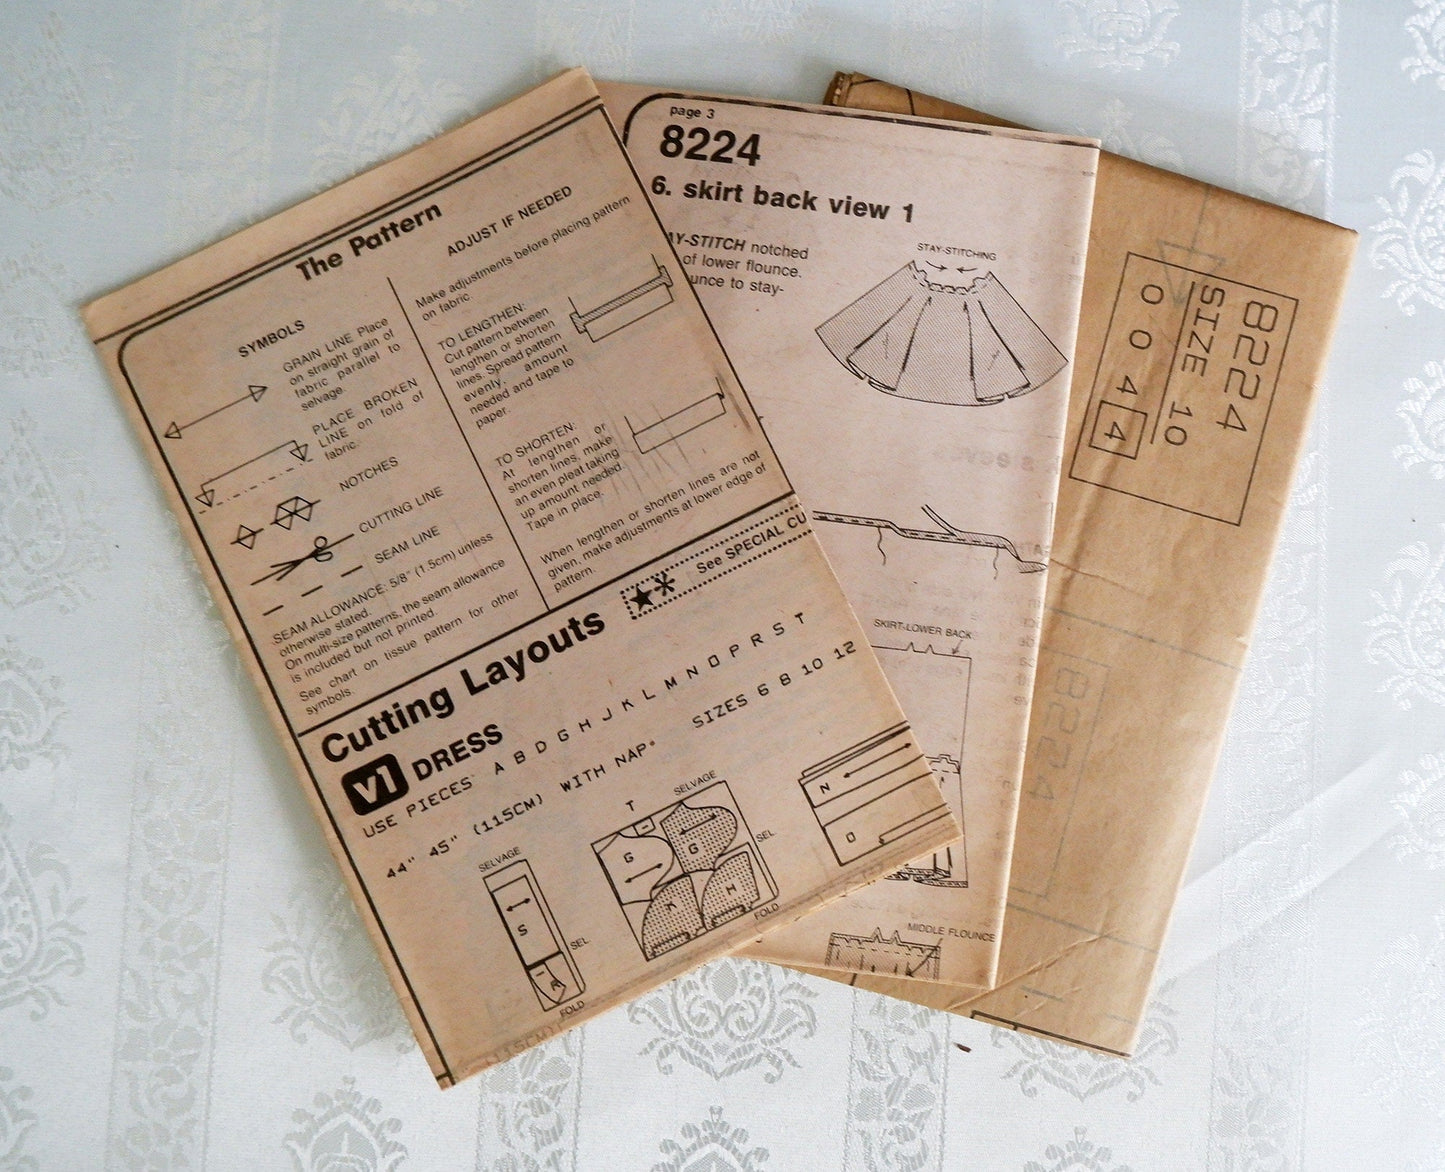 The Pattern
SYMBOLS
GRAIN LINE Place
on straight grain of
fabric parallel to
selvage.
PLACE BROKEN
LINE on fold of
fabric.
NOTCHES
CUTTING LINE
SEAM LINE
SEAM ALLOWANCE: 5/8" (1.5cm) unless
otherwise stated.
On multi-size patterns, the seam allowance
is included but not printed.
See chart on tissue pattern for other
symbols.
ADJUST IF NEEDED
Make adjustments before placing pattern
on fabric.
TO LENGTHEN:
Cut pattern between
lengthen or shorten
lines. Spread pattern
evenly, amount
needed and tape to
paper.
TO SHORTEN:
At lengthen or
shorten lines, make
an even pleat taking
up amount needed.
Tape in place.
When lengthen or shorten lines are not
given, make adjustments at lower edge of
pattern.
Cutting Layouts
See SPECIAL CU
v1 DRESS
USE PIECES A B D G H J K L M N O P R S T
44" 45" (115CM) WITH NAP* SIZES 6 8 10 12
SELVAGE
S
SEL
FOLD
T
SELVAGE
G
G
K
H
SEL
FOLD
N
O
(115CM)
page 3
8224
6. skirt back view 1
AY-STITCH notched
of lower flounce.
unce to stay-
STAY-STITCHING
SKIRT-LOWER BACK
MIDDLE FLOUNCE
8224
SIZE 10
0 0 4 4
8224